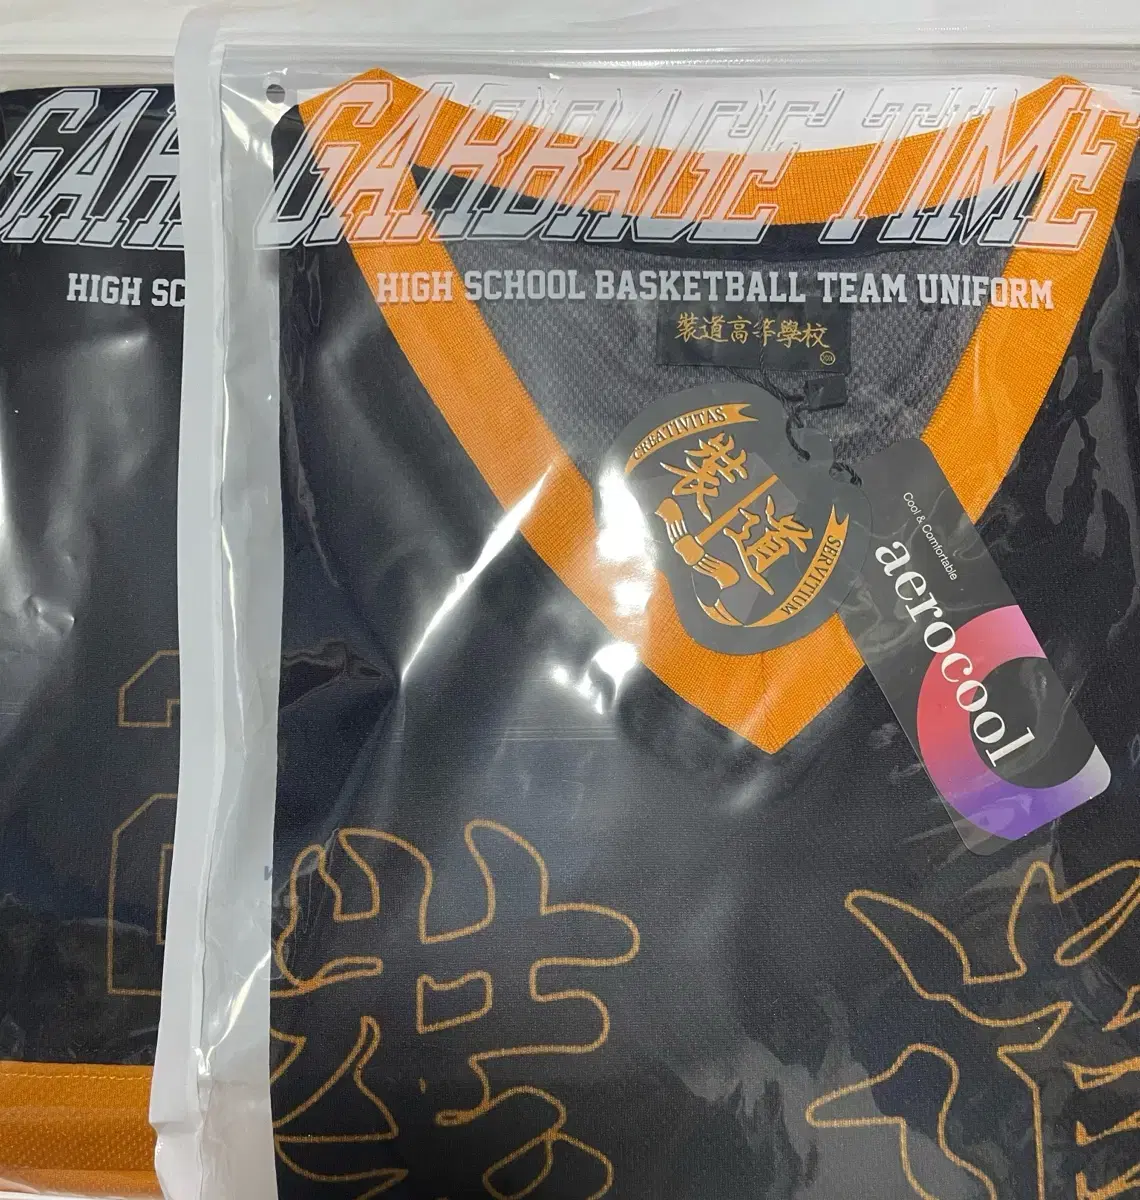 GARBAGE TIME
HIGH SCHOOL BASKETBALL TEAM UNIFORM
裝道高等學校
CREATIVITAS
裝道
SERVITIUM
Cool & Comfortable
aerocool
HIGH SC
裝